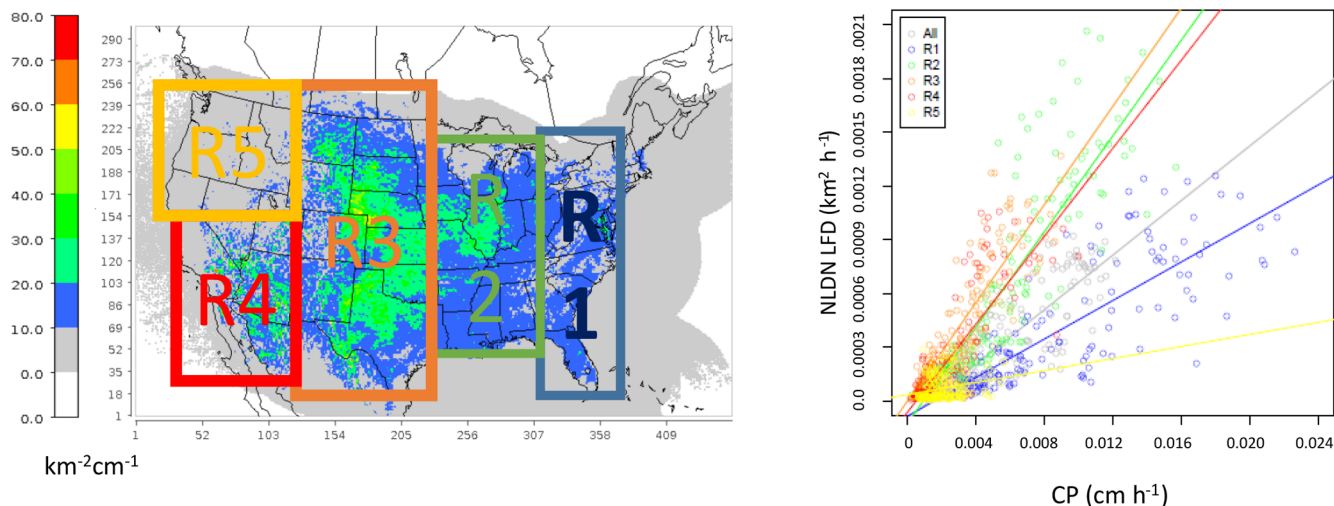 80.0
70.0
60.0
50.0
40.0
30.0
20.0
10.0
0.0
km⁻²cm⁻¹
290
273
256
239
222
205
188
171
154
137
120
103
86
69
52
35
18
1
1 52 103 154 205 256 307 358 409
R5
R4
R3
R
2
R
1
NLDN LFD (km² h⁻¹)
0.0021
0.0018
0.0015
0.0012
0.0009
0.0006
0.0003
0.0
All
R1
R2
R3
R4
R5
0 0.004 0.008 0.012 0.016 0.020 0.024
CP (cm h⁻¹)